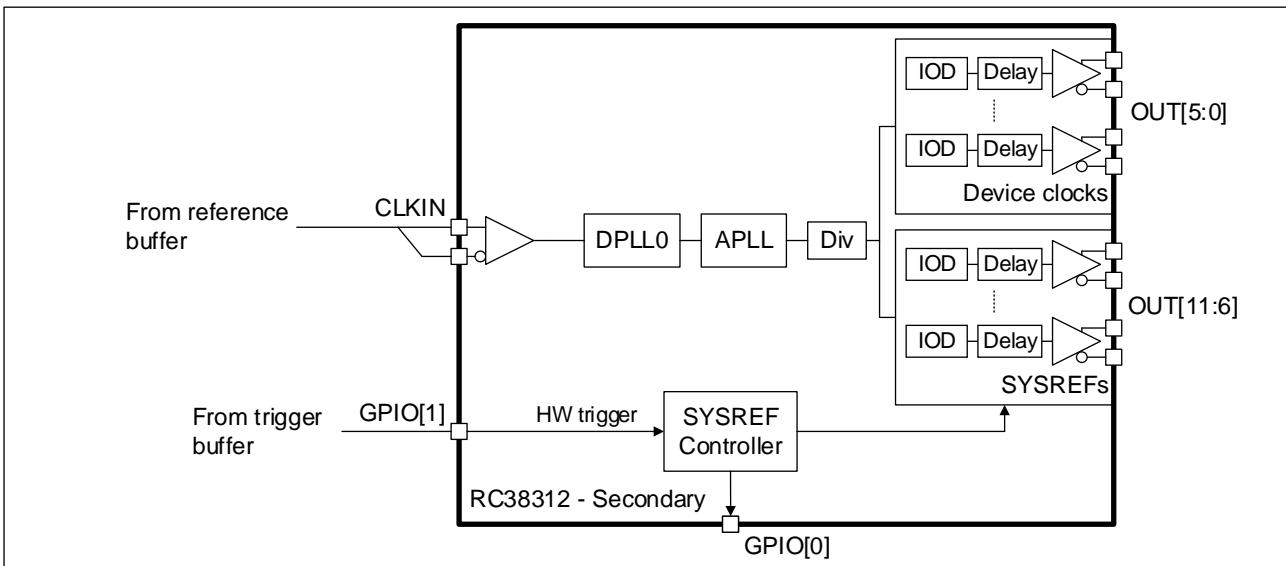 IOD Delay
OUT[5:0]
IOD Delay
Device clocks
From reference
buffer
CLKIN
DPLL0 APLL Div
IOD Delay
OUT[11:6]
IOD Delay
SYSREFs
From trigger
buffer
GPIO[1]
HW trigger
SYSREF
Controller
RC38312 - Secondary
GPIO[0]